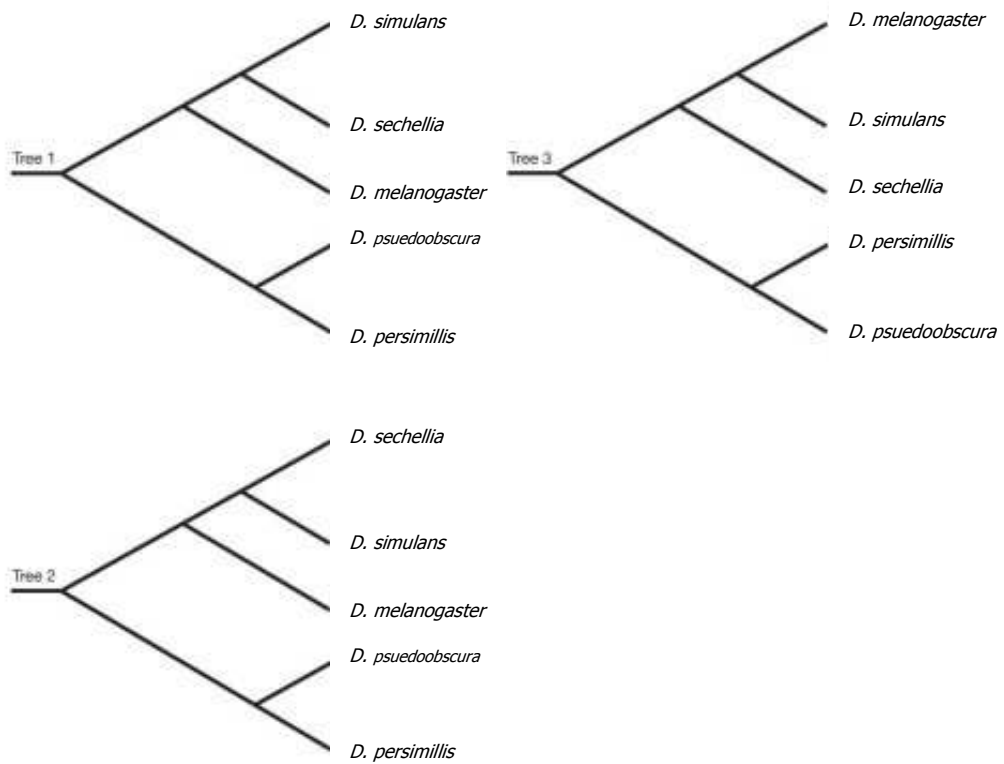 D. simulans
D. sechellia
Tree 1
D. melanogaster
D. psuedoobscura
D. persimillis
D. melanogaster
D. simulans
Tree 3
D. sechellia
D. persimillis
D. psuedoobscura
D. sechellia
D. simulans
Tree 2
D. melanogaster
D. psuedoobscura
D. persimillis